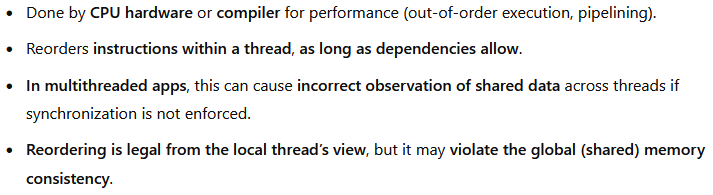 • Done by CPU hardware or compiler for performance (out-of-order execution, pipelining).
• Reorders instructions within a thread, as long as dependencies allow.
• In multithreaded apps, this can cause incorrect observation of shared data across threads if
synchronization is not enforced.
• Reordering is legal from the local thread’s view, but it may violate the global (shared) memory
consistency.